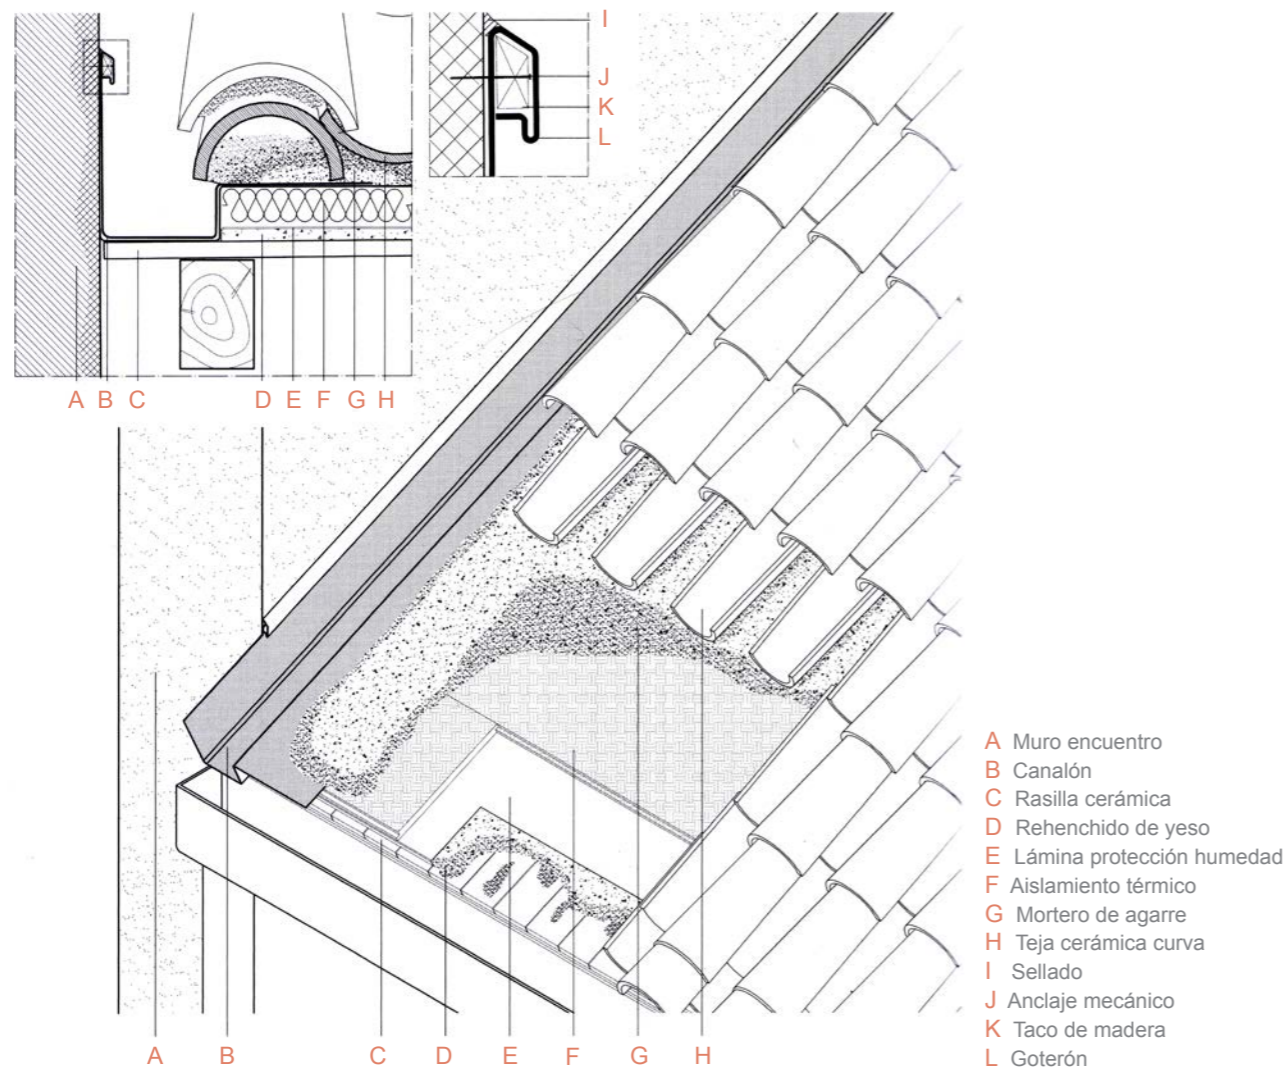 I
J
K
L
A B C D E F G H
A B C D E F G H
A Muro encuentro
B Canalón
C Rasilla cerámica
D Rehenchido de yeso
E Lámina protección humedad
F Aislamiento térmico
G Mortero de agarre
H Teja cerámica curva
I Sellado
J Anclaje mecánico
K Taco de madera
L Goterón